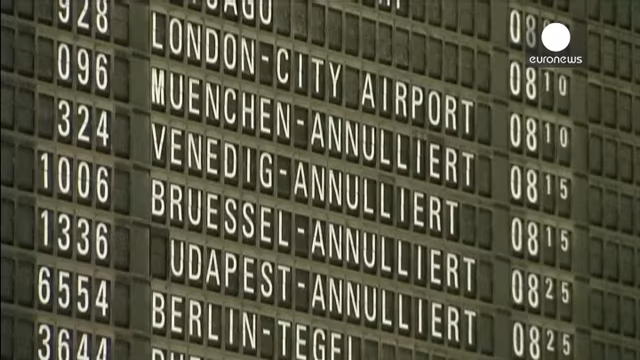 euronews
08
0810
928 LONDON-CITY AIRPORT 0810
096 MUENCHEN-ANNULLIERT 0815
324 VENEDIG-ANNULLIERT 0815
1006 BRUESSEL-ANNULLIERT 0825
1336 UDAPEST-ANNULLIERT 0825
6554 BERLIN-TEGEL
3644